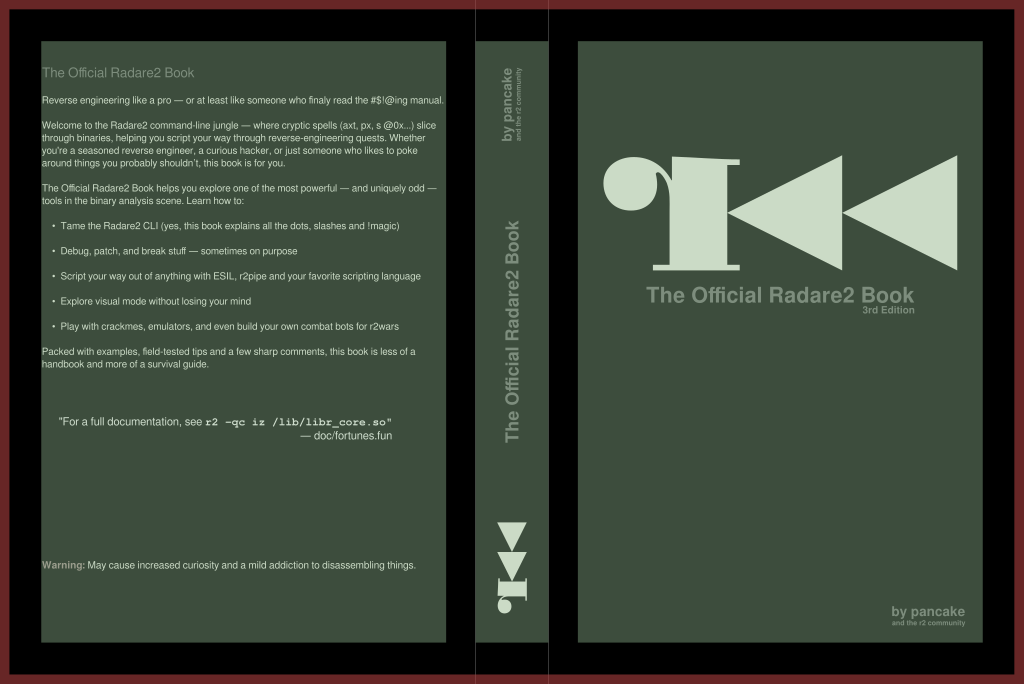 The Official Radare2 Book
Reverse engineering like a pro — or at least like someone who finaly read the #$!@ing manual.
Welcome to the Radare2 command-line jungle — where cryptic spells (axt, px, s @0x...) slice
through binaries, helping you script your way through reverse-engineering quests. Whether
you're a seasoned reverse engineer, a curious hacker, or just someone who likes to poke
around things you probably shouldn't, this book is for you.
The Official Radare2 Book helps you explore one of the most powerful — and uniquely odd —
tools in the binary analysis scene. Learn how to:
• Tame the Radare2 CLI (yes, this book explains all the dots, slashes and !magic)
• Debug, patch, and break stuff — sometimes on purpose
• Script your way out of anything with ESIL, r2pipe and your favorite scripting language
• Explore visual mode without losing your mind
• Play with crackmes, emulators, and even build your own combat bots for r2wars
Packed with examples, field-tested tips and a few sharp comments, this book is less of a
handbook and more of a survival guide.
"For a full documentation, see r2 -qc iz /lib/libr_core.so"
— doc/fortunes.fun
Warning: May cause increased curiosity and a mild addiction to disassembling things.
by pancake
and the r2 community
The Official Radare2 Book
The Official Radare2 Book
3rd Edition
by pancake
and the r2 community